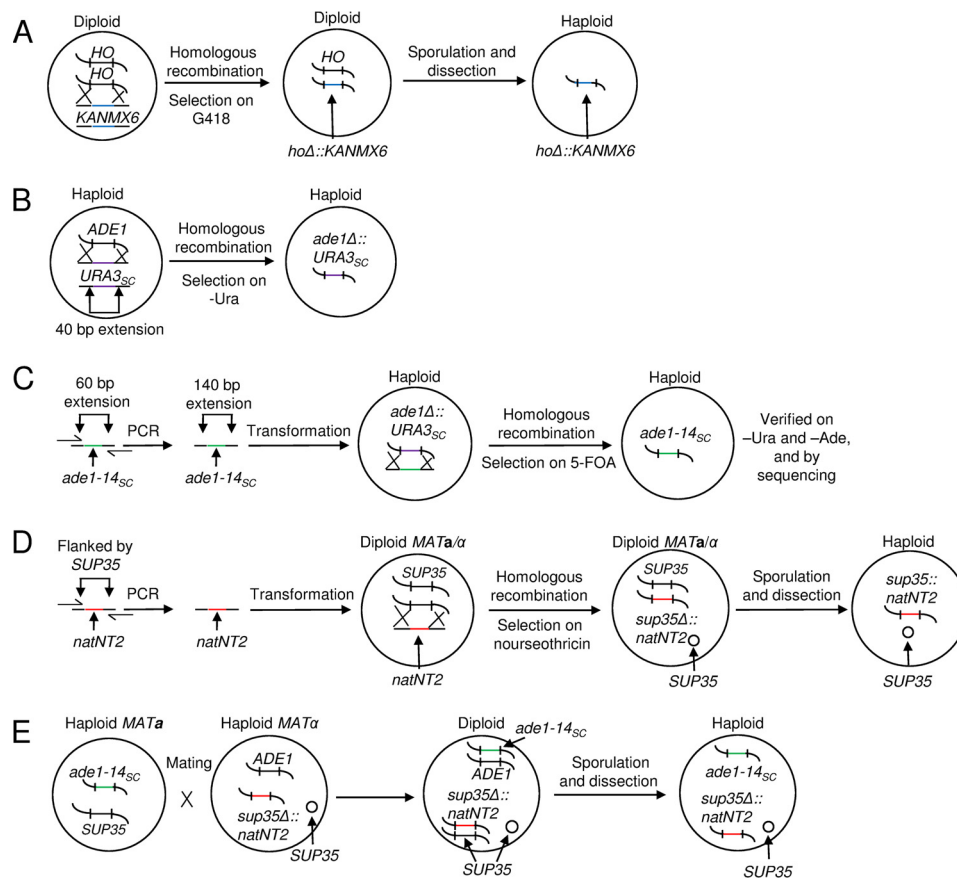 A
Diploid
HO
HO
KANMX6
Homologous
recombination
Selection on
G418
Diploid
HO
hoΔ::KANMX6
Sporulation and
dissection
Haploid
hoΔ::KANMX6
B
Haploid
ADE1
URA3SC
40 bp extension
Homologous
recombination
Selection on
-Ura
Haploid
ade1Δ::
URA3SC
C
60 bp
extension
ade1-14SC
PCR
140 bp
extension
ade1-14SC
Transformation
Haploid
ade1Δ::
URA3SC
Homologous
recombination
Selection on 5-FOA
Haploid
ade1-14SC
Verified on
–Ura and –Ade,
and by
sequencing
D
Flanked by
SUP35
natNT2
PCR
natNT2
Transformation
Diploid MATa/α
SUP35
natNT2
Homologous
recombination
Selection on
nourseothricin
Diploid MATa/α
SUP35
sup35Δ::
natNT2
SUP35
Sporulation
and dissection
Haploid
sup35::
natNT2
SUP35
E
Haploid MATa
ade1-14SC
SUP35
Mating
X
Haploid MATα
ADE1
sup35Δ::
natNT2
SUP35
Diploid
ade1-14SC
ADE1
sup35Δ::
natNT2
SUP35
Sporulation
and dissection
Haploid
ade1-14SC
sup35Δ::
natNT2
SUP35